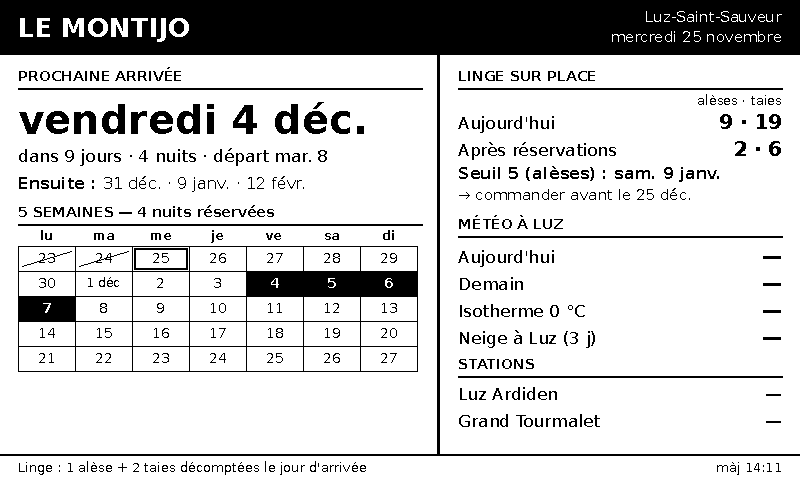 LE MONTIJO
Luz-Saint-Sauveur
mercredi 25 novembre
PROCHAINE ARRIVÉE
vendredi 4 déc.
dans 9 jours · 4 nuits · départ mar. 8
Ensuite : 31 déc. · 9 janv. · 12 févr.
5 SEMAINES — 4 nuits réservées
lu ma me je ve sa di
23 24 25 26 27 28 29
30 1 déc 2 3 4 5 6
7 8 9 10 11 12 13
14 15 16 17 18 19 20
21 22 23 24 25 26 27
LINGE SUR PLACE
alèses · taies
Aujourd'hui 9 · 19
Après réservations 2 · 6
Seuil 5 (alèses) : sam. 9 janv.
→ commander avant le 25 déc.
MÉTÉO À LUZ
Aujourd'hui —
Demain —
Isotherme 0 °C —
Neige à Luz (3 j) —
STATIONS
Luz Ardiden —
Grand Tourmalet —
Linge : 1 alèse + 2 taies décomptées le jour d'arrivée
màj 14:11